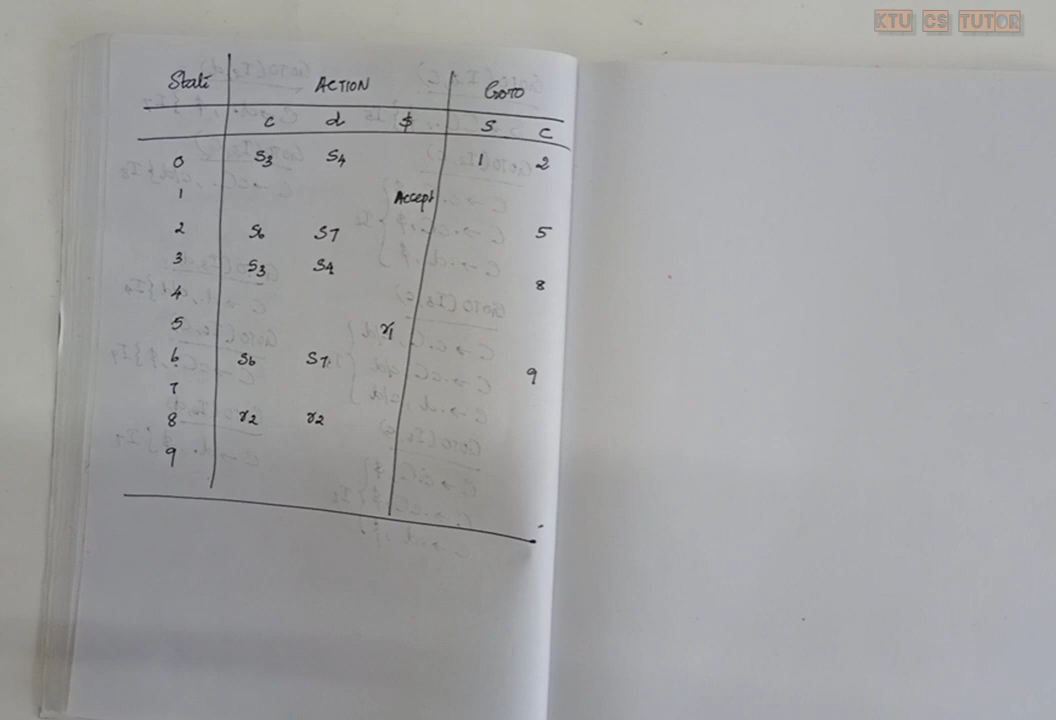 KTU CS TUTOR
State ACTION GOTO
c d $ S C
0 S3 S4 1 2
1 Accept
2 S6 S7 5
3 S3 S4 8
4
5 r1
6 S6 S7 9
7
8 r2 r2
9